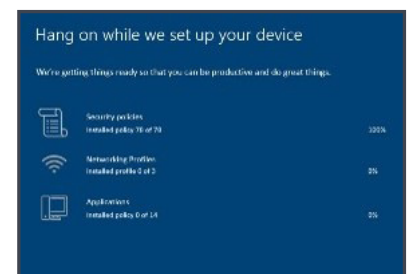 Hang on while we set up your device
We're getting things ready so that you can be productive and do great things.
Security policies
Installed policy 70 of 70
100%
Networking Profiles
Installed profile 0 of 3
0%
Applications
Installed policy 0 of 14
0%